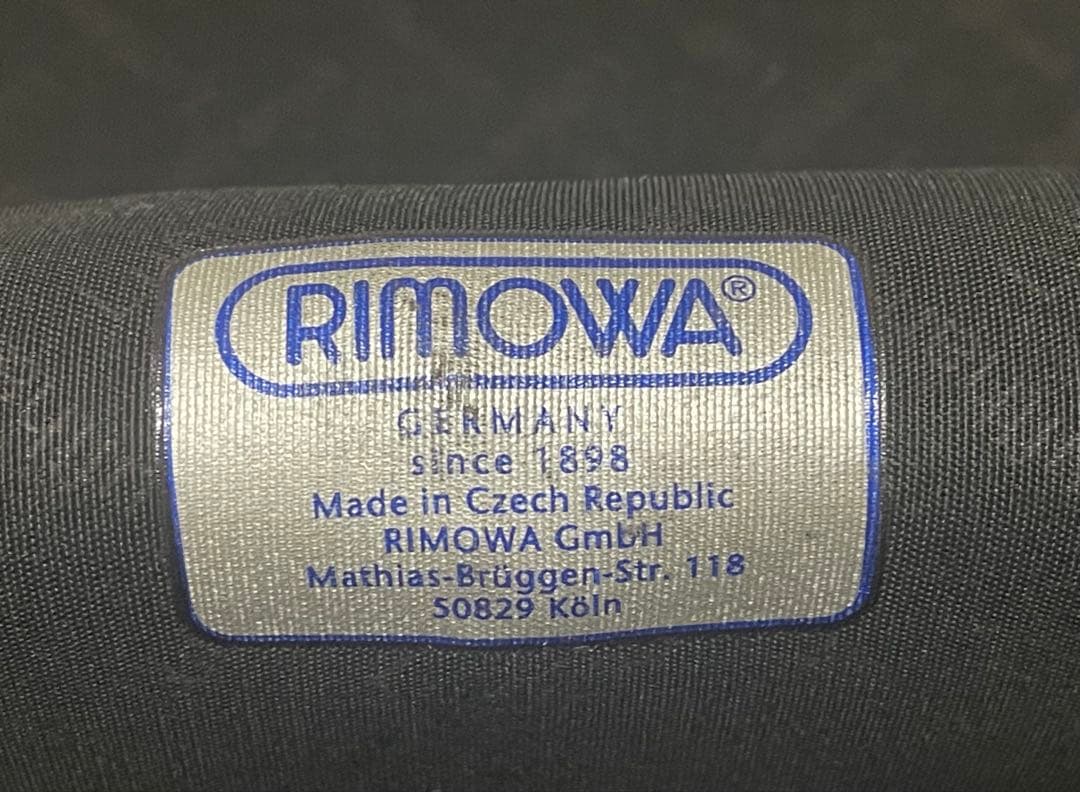 RIMOWA®
GERMANY
since 1898
Made in Czech Republic
RIMOWA GmbH
Mathias-Brüggen-Str. 118
50829 Köln